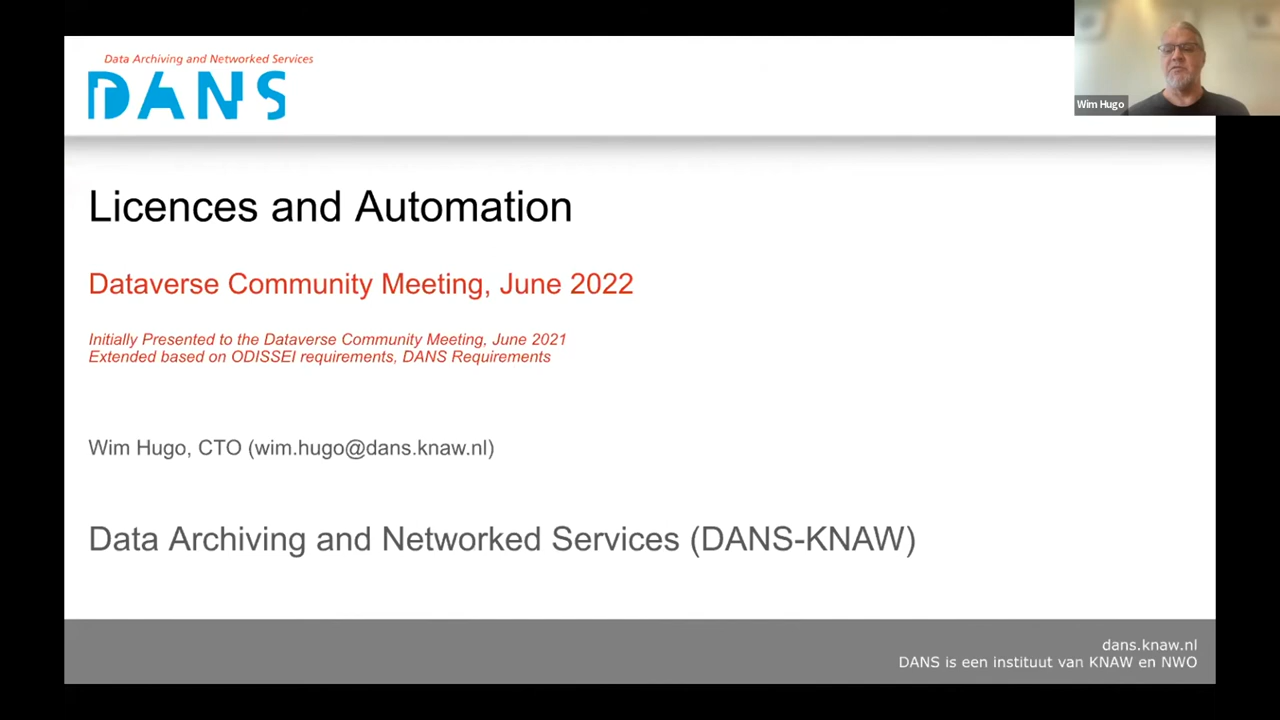 Data Archiving and Networked Services
DANS
Wim Hugo
Licences and Automation
Dataverse Community Meeting, June 2022
Initially Presented to the Dataverse Community Meeting, June 2021
Extended based on ODISSEI requirements, DANS Requirements
Wim Hugo, CTO (wim.hugo@dans.knaw.nl)
Data Archiving and Networked Services (DANS-KNAW)
dans.knaw.nl
DANS is een instituut van KNAW en NWO